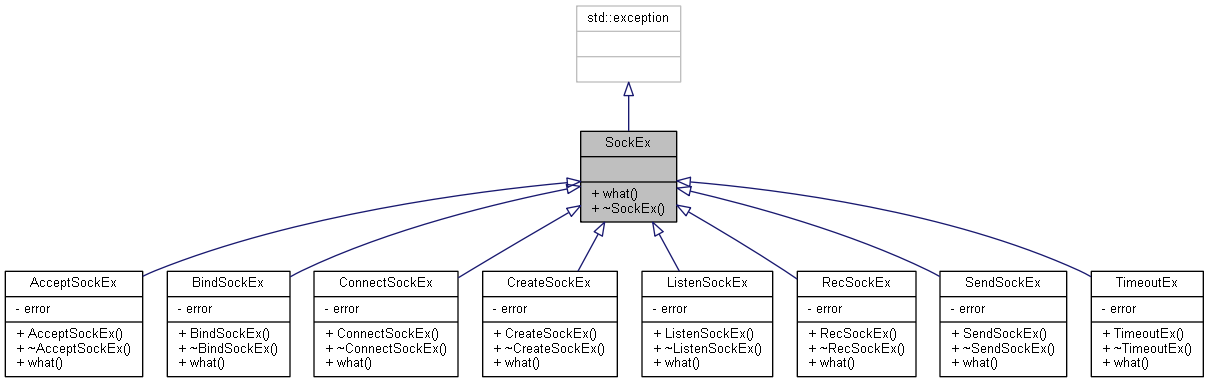 std::exception
SockEx
+ what()
+ ~SockEx()
AcceptSockEx
- error
+ AcceptSockEx()
+ ~AcceptSockEx()
+ what()
BindSockEx
- error
+ BindSockEx()
+ ~BindSockEx()
+ what()
ConnectSockEx
- error
+ ConnectSockEx()
+ ~ConnectSockEx()
+ what()
CreateSockEx
- error
+ CreateSockEx()
+ ~CreateSockEx()
+ what()
ListenSockEx
- error
+ ListenSockEx()
+ ~ListenSockEx()
+ what()
RecSockEx
- error
+ RecSockEx()
+ ~RecSockEx()
+ what()
SendSockEx
- error
+ SendSockEx()
+ ~SendSockEx()
+ what()
TimeoutEx
- error
+ TimeoutEx()
+ ~TimeoutEx()
+ what()